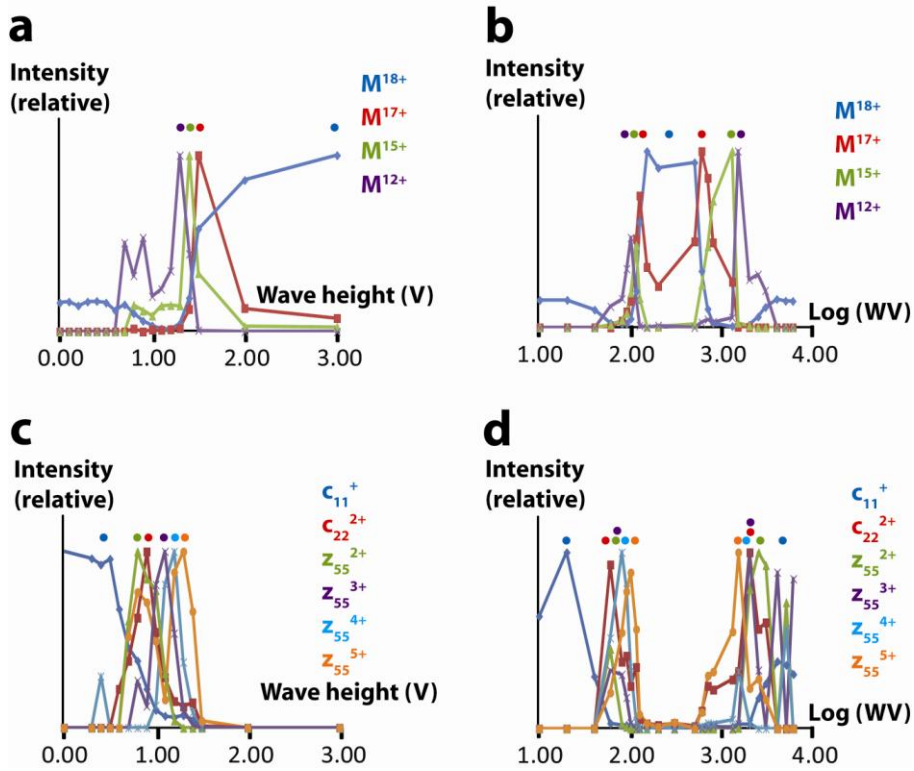 a
Intensity
(relative)
M¹⁸⁺
M¹⁷⁺
M¹⁵⁺
M¹²⁺
Wave height (V)
0.00 1.00 2.00 3.00
b
Intensity
(relative)
M¹⁸⁺
M¹⁷⁺
M¹⁵⁺
M¹²⁺
Log (WV)
1.00 2.00 3.00 4.00
c
Intensity
(relative)
c₁₁⁺
c₂₂²⁺
z₅₅²⁺
z₅₅³⁺
z₅₅⁴⁺
z₅₅⁵⁺
Wave height (V)
0.00 1.00 2.00 3.00
d
Intensity
(relative)
c₁₁⁺
c₂₂²⁺
z₅₅²⁺
z₅₅³⁺
z₅₅⁴⁺
z₅₅⁵⁺
Log (WV)
1.00 2.00 3.00 4.00